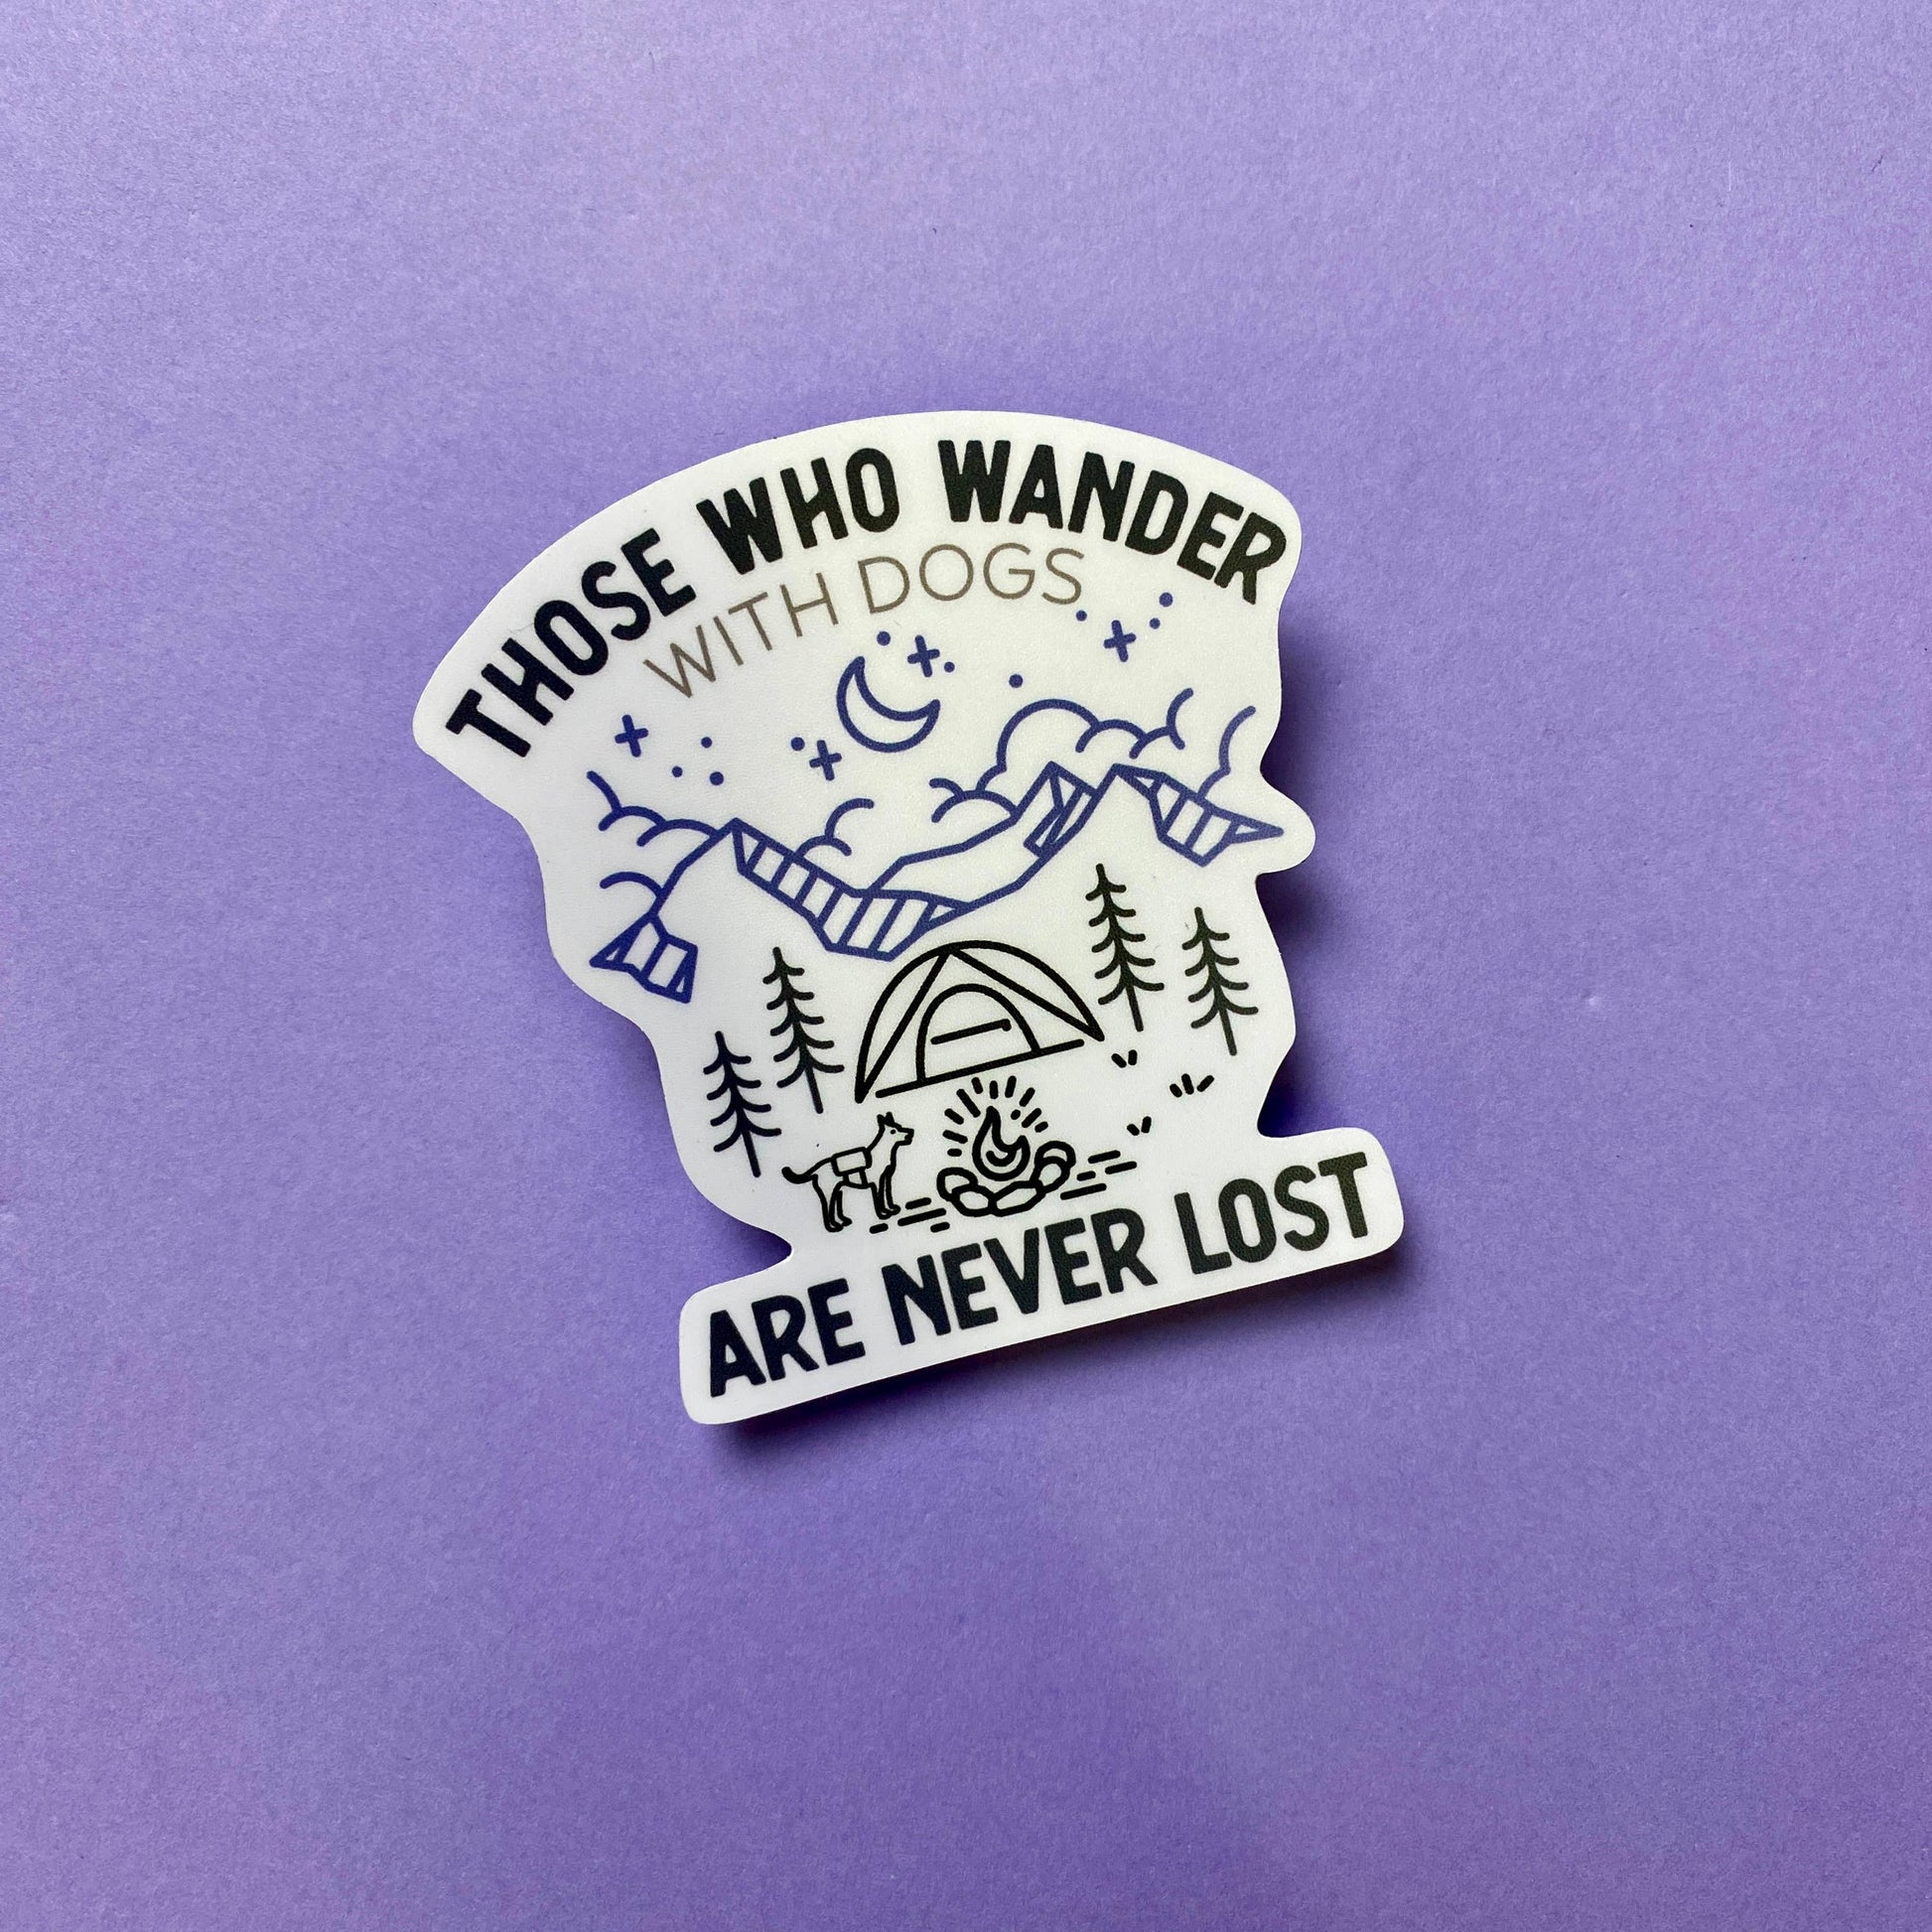 THOSE WHO WANDER
WITH DOGS
ARE NEVER LOST